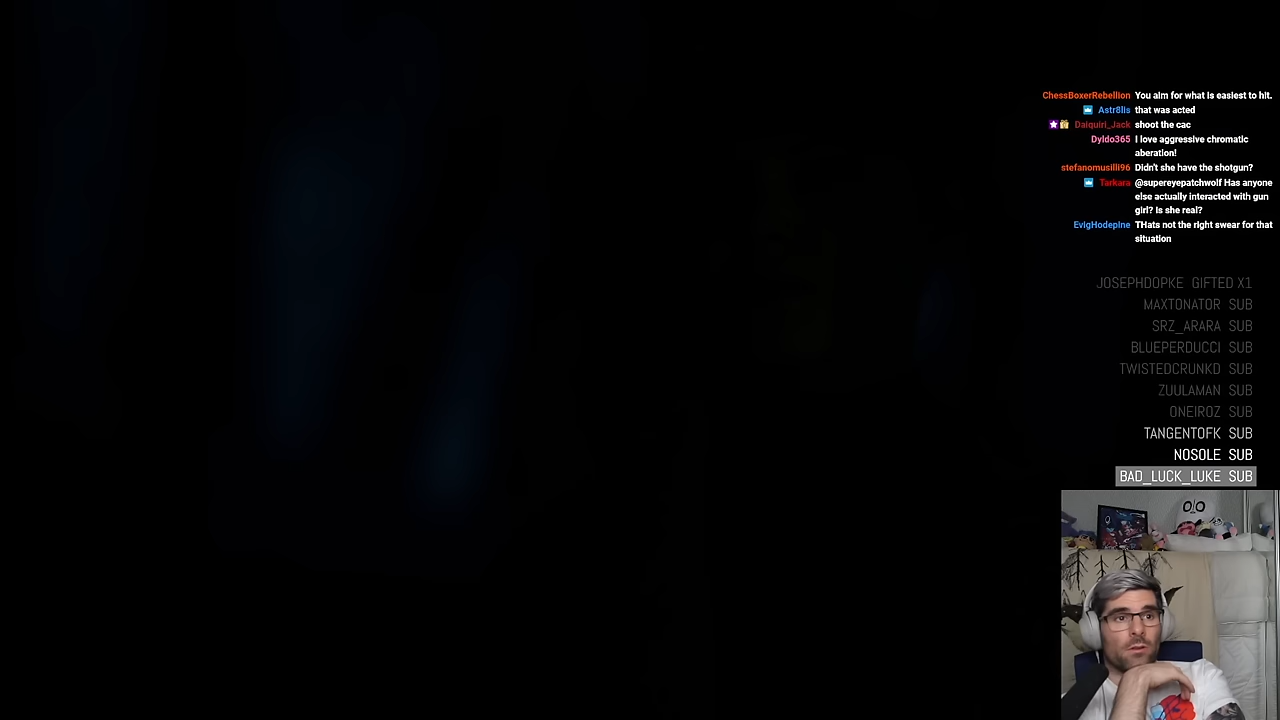 ChessBoxerRebellion You aim for what is easiest to hit.
Astr8lis that was acted
Daiquiri_Jack shoot the cac
Dyldo365 I love aggressive chromatic
aberation!
stefanomusilli96 Didn't she have the shotgun?
Tarkara @supereyepatchwolf Has anyone
else actually interacted with gun
girl? Is she real?
EvigHodepine THats not the right swear for that
situation
JOSEPHDOPKE GIFTED X1
MAXTONATOR SUB
SRZ_ARARA SUB
BLUEPERDUCCI SUB
TWISTEDCRUNKD SUB
ZUULAMAN SUB
ONEIROZ SUB
TANGENTOFK SUB
NOSOLE SUB
BAD_LUCK_LUKE SUB